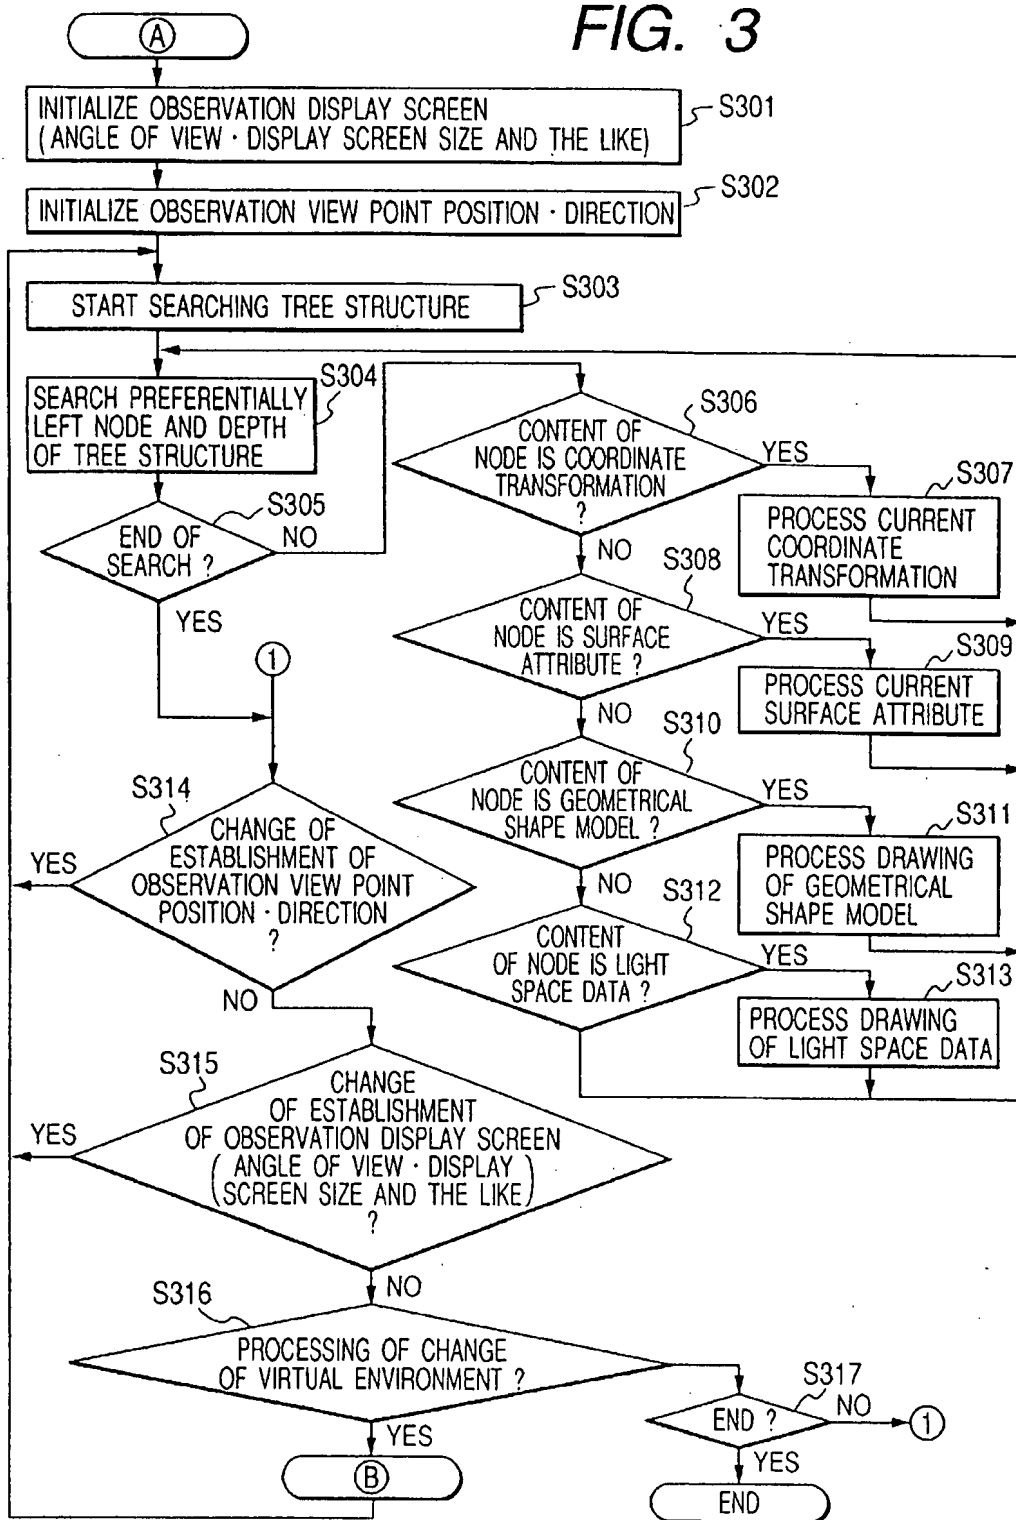 FIG. 3
A
INITIALIZE OBSERVATION DISPLAY SCREEN
(ANGLE OF VIEW · DISPLAY SCREEN SIZE AND THE LIKE)
S301
INITIALIZE OBSERVATION VIEW POINT POSITION · DIRECTION
S302
START SEARCHING TREE STRUCTURE
S303
SEARCH PREFERENTIALLY
LEFT NODE AND DEPTH
OF TREE STRUCTURE
S304
END OF
SEARCH ?
S305
NO
YES
1
CONTENT OF
NODE IS COORDINATE
TRANSFORMATION
?
S306
YES
NO
PROCESS CURRENT
COORDINATE
TRANSFORMATION
S307
CONTENT OF
NODE IS SURFACE
ATTRIBUTE ?
S308
YES
NO
PROCESS CURRENT
SURFACE ATTRIBUTE
S309
CONTENT OF
NODE IS GEOMETRICAL
SHAPE MODEL ?
S310
YES
NO
PROCESS DRAWING
OF GEOMETRICAL
SHAPE MODEL
S311
CONTENT
OF NODE IS LIGHT
SPACE DATA ?
S312
YES
PROCESS DRAWING
OF LIGHT SPACE DATA
S313
CHANGE OF
ESTABLISHMENT OF
OBSERVATION VIEW POINT
POSITION · DIRECTION
?
S314
YES
NO
CHANGE
OF ESTABLISHMENT
OF OBSERVATION DISPLAY SCREEN
(ANGLE OF VIEW · DISPLAY
SCREEN SIZE AND THE LIKE)
?
S315
YES
NO
PROCESSING OF CHANGE
OF VIRTUAL ENVIRONMENT ?
S316
YES
B
END ?
S317
NO
1
YES
END